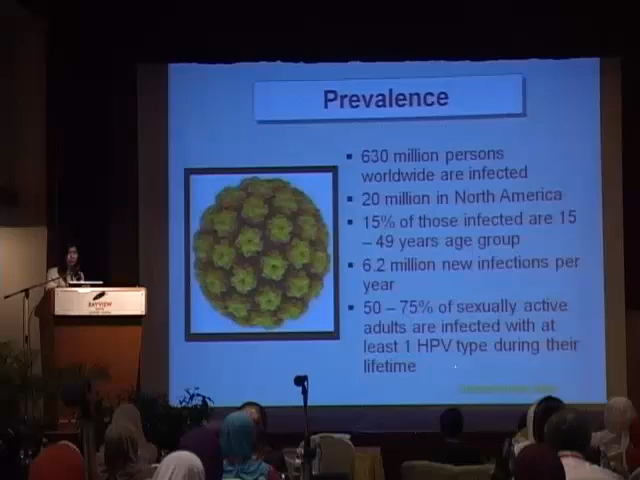 Prevalence
630 million persons
worldwide are infected
20 million in North America
15% of those infected are 15
– 49 years age group
6.2 million new infections per
year
50 – 75% of sexually active
adults are infected with at
least 1 HPV type during their
lifetime
BAYVIEW